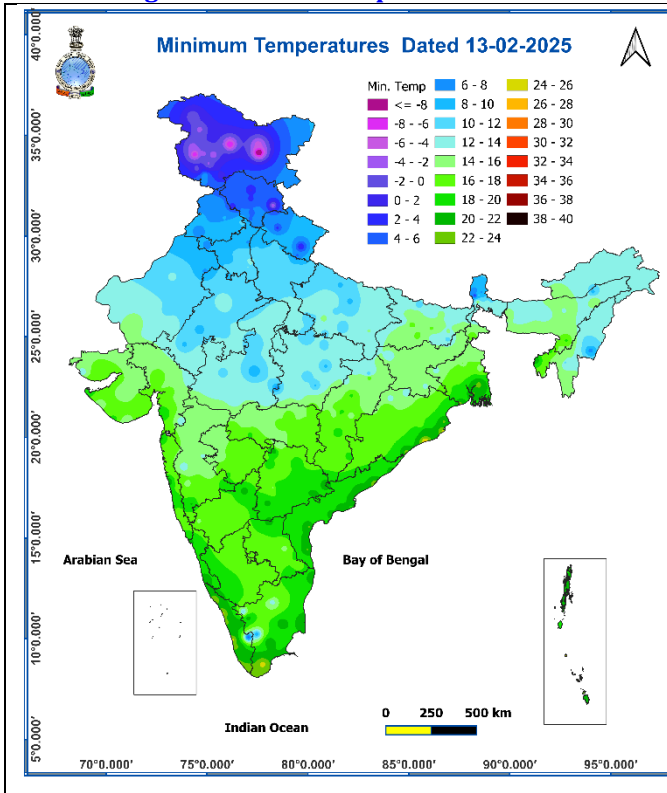 Minimum Temperatures Dated 13-02-2025
Min. Temp
<= -8
-8 - -6
-6 - -4
-4 - -2
-2 - 0
0 - 2
2 - 4
4 - 6
6 - 8
8 - 10
10 - 12
12 - 14
14 - 16
16 - 18
18 - 20
20 - 22
22 - 24
24 - 26
26 - 28
28 - 30
30 - 32
32 - 34
34 - 36
36 - 38
38 - 40
40°0.000'
35°0.000'
30°0.000'
25°0.000'
20°0.000'
15°0.000'
10°0.000'
5°0.000'
Arabian Sea
Bay of Bengal
Indian Ocean
0 250 500 km
70°0.000' 75°0.000' 80°0.000' 85°0.000' 90°0.000' 95°0.000'